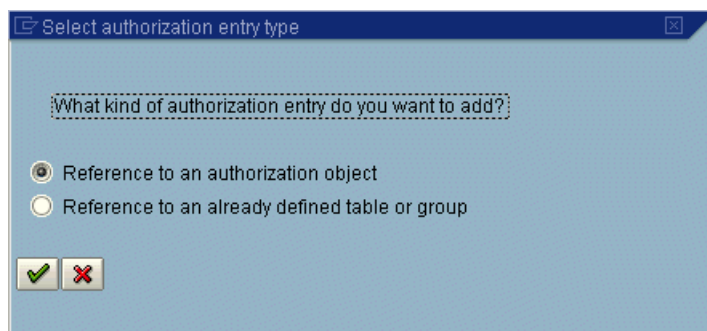 Select authorization entry type
What kind of authorization entry do you want to add?
Reference to an authorization object
Reference to an already defined table or group